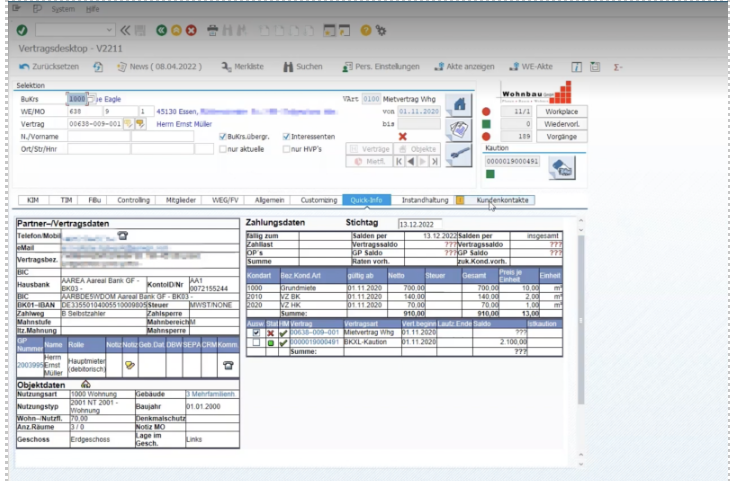 System Hilfe
Vertragsdesktop - V2211
Zurücksetzen News ( 08.04.2022 ) Merkliste Suchen Pers. Einstellungen Akte anzeigen WE-Akte Σ-
Selektion
BuKrs 1000 se Eagle VArt 0100 Mietvertrag Whg
WE/MO 638 9 1 45130 Essen, von 01.11.2020
Vertrag 00638-009-001 Herrn Ernst Müller bis
N./Vorname BuKrs.übergr. Interessenten
Ort/Str/Hnr nur aktuelle nur HVP's Verträge Objekte
Mietfl.
Wohnbau GmbH
11/1 Workplace
0 Wiedervorl.
189 Vorgänge
Kaution
0000019000491
KIM TIM FiBu Controlling Mitglieder WEG/FV Allgemein Customizing Quick-Info Instandhaltung Kundenkontakte
Partner-/Vertragsdaten
Telefon/Mobil
eMail
Vertragsbez.
BIC
Hausbank AAREA Aareal Bank GF - BK03 - KontoID/Nr AA1 0072155244
BIC AARBDE5WDOM Aareal Bank GF - BK03 -
BK01-IBAN DE33550104005510009805 Steuer MWST/NONE
Zahlweg B Selbstzahler Zahlsperre
Mahnstufe Mahnbereich M
ltz.Mahnung Mahnsperre
GP Nummer Name Rolle Notiz Notiz Geb.Dat DBW SEPA CRM Komm.
2003995 Herrn Ernst Müller Hauptmieter (debitorisch)
Objektdaten
Nutzungsart 1000 Wohnung Gebäude 3 Mehrfamilienh.
Nutzungstyp 2001 NT 2001 - Wohnung Baujahr 01.01.2000
Wohn-/Nutzfl. 70,00 Denkmalschutz
Anz.Räume 3 / 0 Notiz MO
Geschoss Erdgeschoss Lage im Gesch. Links
Zahlungsdaten Stichtag 13.12.2022
fällig zum Salden per 13.12.2022 Salden per insgesamt
Zahllast Vertragssaldo ??? Vertragssaldo ???
OP's GP Saldo ??? GP Saldo ???
Summe Raten vorh. zuk.Kond.vorh.
Kondart Bez.Kond.Art gültig ab Netto Steuer Gesamt Preis je Einheit Einheit
1000 Grundmiete 01.11.2020 700,00 700,00 10,00 m²
2010 VZ BK 01.11.2020 140,00 140,00 2,00 m²
2020 VZ HK 01.11.2020 70,00 70,00 1,00 m²
Summe: 910,00 910,00 13,00
Ausw. Stat HM Vertrag Vertragsart Vert.beginn Laufz.Ende Saldo Istkaution
00638-009-001 Mietvertrag Whg 01.11.2020 ???
0000019000491 BKXL-Kaution 01.11.2020 2.100,00
Summe: ???